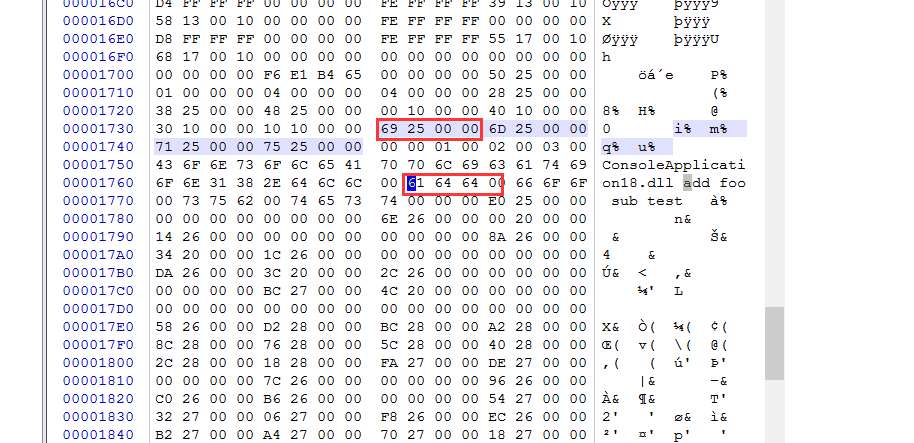 000016C0 D4 FF FF FF 00 00 00 00 FE FF FF FF 39 13 00 10 Ôÿÿÿ þÿÿÿ9
000016D0 58 13 00 10 00 00 00 00 FE FF FF FF 00 00 00 00 X þÿÿÿ
000016E0 D8 FF FF FF 00 00 00 00 FE FF FF FF 55 17 00 10 Øÿÿÿ þÿÿÿU
000016F0 68 17 00 10 00 00 00 00 00 00 00 00 00 00 00 00 h
00001700 00 00 00 00 F6 E1 B4 65 00 00 00 00 50 25 00 00 öá´e P%
00001710 01 00 00 00 04 00 00 00 04 00 00 00 28 25 00 00 (%
00001720 38 25 00 00 48 25 00 00 00 10 00 00 40 10 00 00 8% H% @
00001730 30 10 00 00 10 10 00 00 69 25 00 00 6D 25 00 00 0 i% m%
00001740 71 25 00 00 75 25 00 00 00 00 01 00 02 00 03 00 q% u%
00001750 43 6F 6E 73 6F 6C 65 41 70 70 6C 69 63 61 74 69 ConsoleApplicati
00001760 6F 6E 31 38 2E 64 6C 6C 00 61 64 64 00 66 6F 6F on18.dll add foo
00001770 00 73 75 62 00 74 65 73 74 00 00 00 E0 25 00 00 sub test à%
00001780 00 00 00 00 00 00 00 00 6E 26 00 00 00 20 00 00 n&
00001790 14 26 00 00 00 00 00 00 00 00 00 00 8A 26 00 00 & Š&
000017A0 34 20 00 00 1C 26 00 00 00 00 00 00 00 00 00 00 4 &
000017B0 DA 26 00 00 3C 20 00 00 2C 26 00 00 00 00 00 00 Ú& < ,&
000017C0 00 00 00 00 BC 27 00 00 4C 20 00 00 00 00 00 00 ¼' L
000017D0 00 00 00 00 00 00 00 00 00 00 00 00 00 00 00 00
000017E0 58 26 00 00 D2 28 00 00 BC 28 00 00 A2 28 00 00 X& Ò( ¼( ¢(
000017F0 8C 28 00 00 76 28 00 00 5C 28 00 00 40 28 00 00 Œ( v( \( @(
00001800 2C 28 00 00 18 28 00 00 FA 27 00 00 DE 27 00 00 ,( ( ú' Þ'
00001810 00 00 00 00 7C 26 00 00 00 00 00 00 96 26 00 00 |& –&
00001820 C0 26 00 00 B6 26 00 00 00 00 00 00 54 27 00 00 À& ¶& T'
00001830 32 27 00 00 06 27 00 00 F8 26 00 00 EC 26 00 00 2' ' ø& ì&
00001840 B2 27 00 00 A4 27 00 00 70 27 00 00 18 27 00 00 ²' ¤' p' '